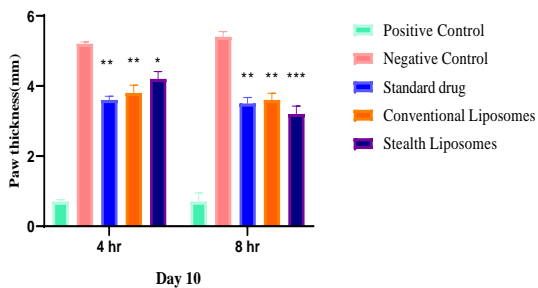 6
4
2
0
Paw thickness(mm)
** ** *
** ** ***
4 hr 8 hr
Day 10
Positive Control
Negative Control
Standard drug
Conventional Liposomes
Stealth Liposomes